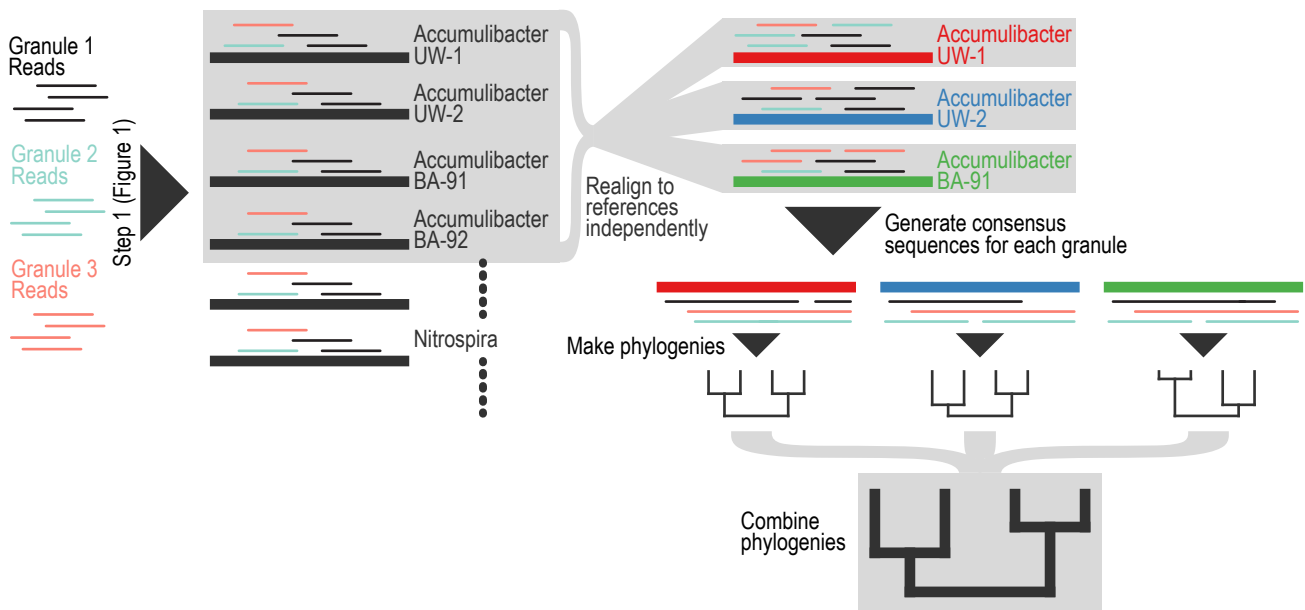 Granule 1
Reads
Granule 2
Reads
Granule 3
Reads
Step 1 (Figure 1)
Accumulibacter
UW-1
Accumulibacter
UW-2
Accumulibacter
BA-91
Accumulibacter
BA-92
Nitrospira
Realign to
references
independently
Accumulibacter
UW-1
Accumulibacter
UW-2
Accumulibacter
BA-91
Generate consensus
sequences for each granule
Make phylogenies
Combine
phylogenies